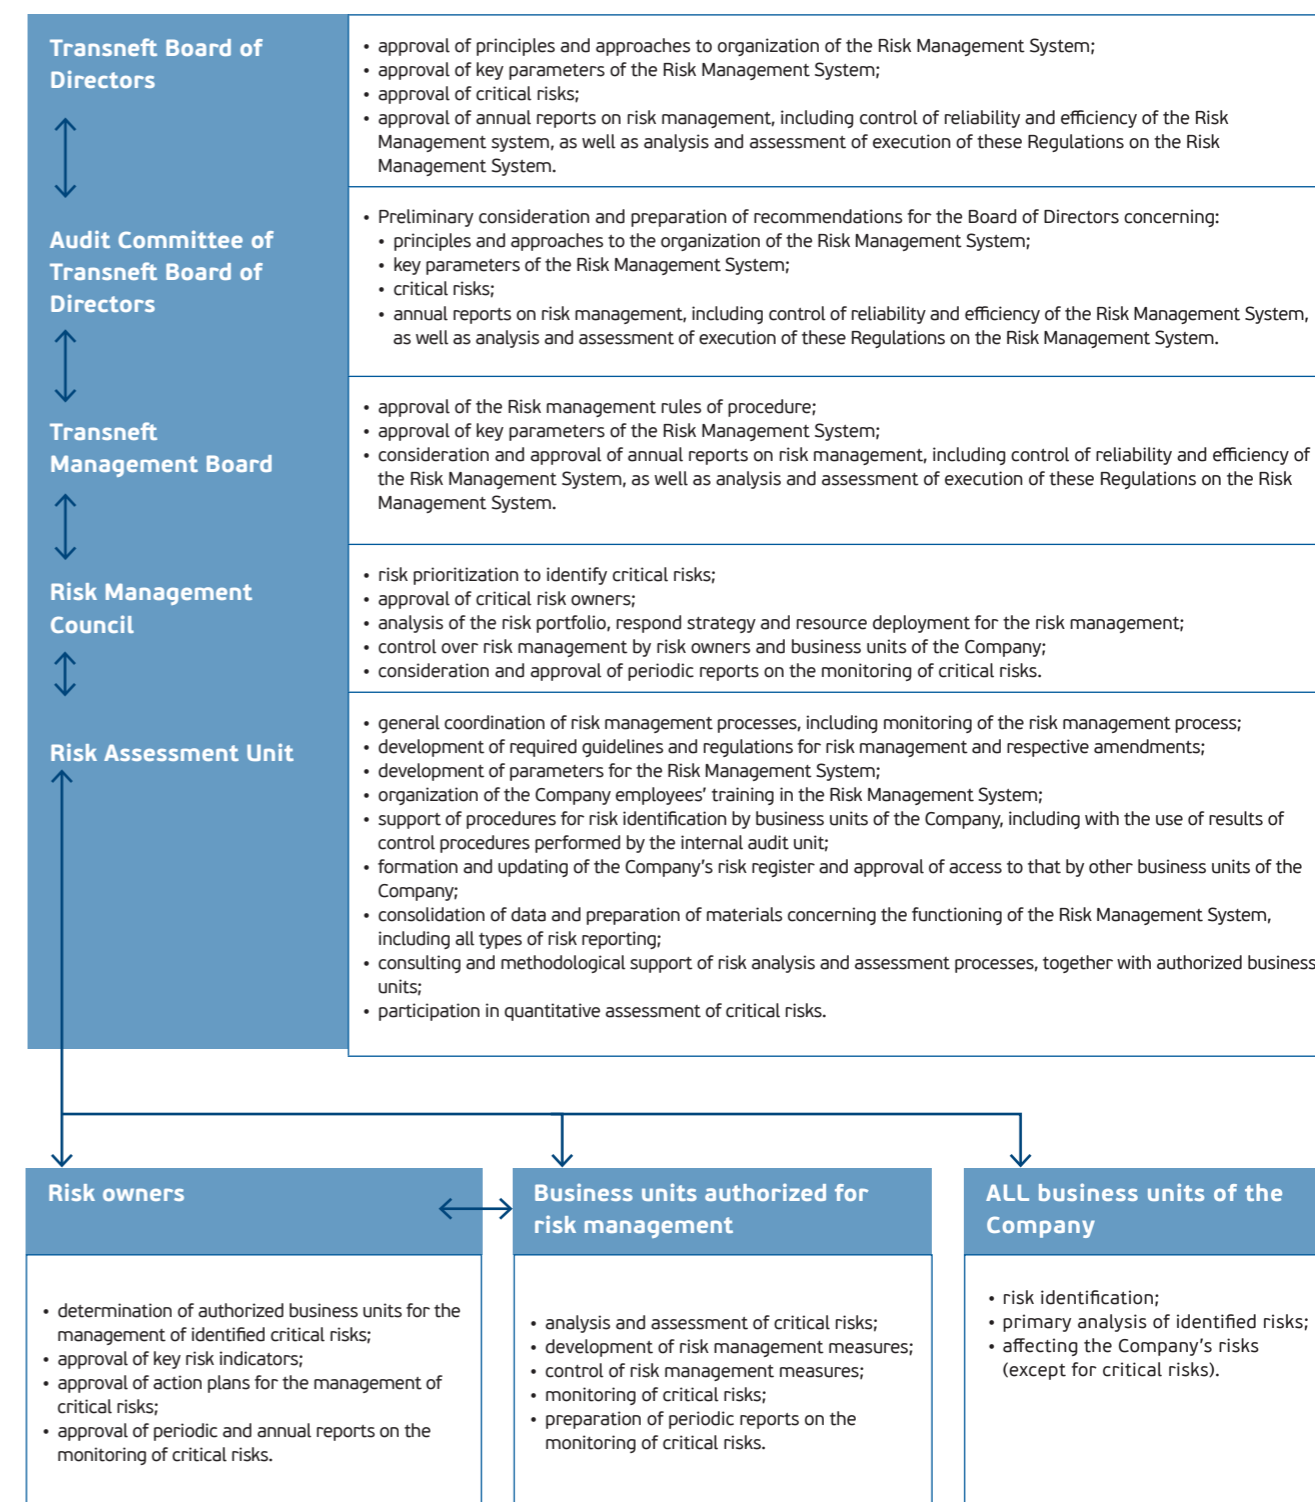 Transneft Board of
Directors
• approval of principles and approaches to organization of the Risk Management System;
• approval of key parameters of the Risk Management System;
• approval of critical risks;
• approval of annual reports on risk management, including control of reliability and efficiency of the Risk
Management system, as well as analysis and assessment of execution of these Regulations on the Risk
Management System.
Audit Committee of
Transneft Board of
Directors
• Preliminary consideration and preparation of recommendations for the Board of Directors concerning:
• principles and approaches to the organization of the Risk Management System;
• key parameters of the Risk Management System;
• critical risks;
• annual reports on risk management, including control of reliability and efficiency of the Risk Management System,
as well as analysis and assessment of execution of these Regulations on the Risk Management System.
Transneft
Management Board
• approval of the Risk management rules of procedure;
• approval of key parameters of the Risk Management System;
• consideration and approval of annual reports on risk management, including control of reliability and efficiency of
the Risk Management System, as well as analysis and assessment of execution of these Regulations on the Risk
Management System.
Risk Management
Council
• risk prioritization to identify critical risks;
• approval of critical risk owners;
• analysis of the risk portfolio, respond strategy and resource deployment for the risk management;
• control over risk management by risk owners and business units of the Company;
• consideration and approval of periodic reports on the monitoring of critical risks.
Risk Assessment Unit
• general coordination of risk management processes, including monitoring of the risk management process;
• development of required guidelines and regulations for risk management and respective amendments;
• development of parameters for the Risk Management System;
• organization of the Company employees' training in the Risk Management System;
• support of procedures for risk identification by business units of the Company, including with the use of results of
control procedures performed by the internal audit unit;
• formation and updating of the Company's risk register and approval of access to that by other business units of the
Company;
• consolidation of data and preparation of materials concerning the functioning of the Risk Management System,
including all types of risk reporting;
• consulting and methodological support of risk analysis and assessment processes, together with authorized business
units;
• participation in quantitative assessment of critical risks.
Risk owners
• determination of authorized business units for the
management of identified critical risks;
• approval of key risk indicators;
• approval of action plans for the management of
critical risks;
• approval of periodic and annual reports on the
monitoring of critical risks.
Business units authorized for
risk management
• analysis and assessment of critical risks;
• development of risk management measures;
• control of risk management measures;
• monitoring of critical risks;
• preparation of periodic reports on the
monitoring of critical risks.
ALL business units of the
Company
• risk identification;
• primary analysis of identified risks;
• affecting the Company's risks
(except for critical risks).